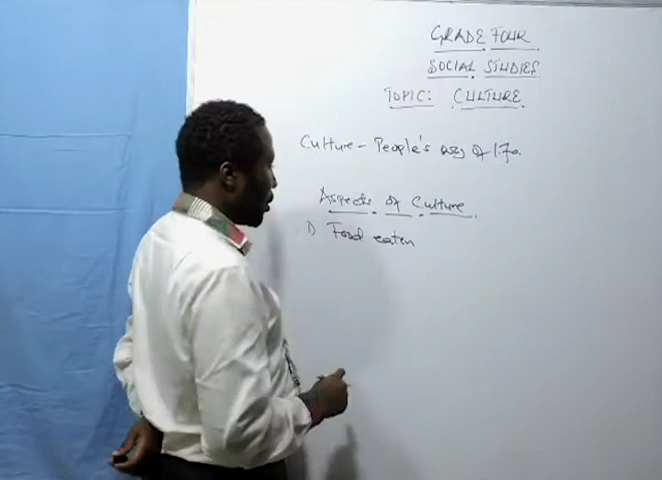 GRADE FOUR
SOCIAL STUDIES
TOPIC: CULTURE
Culture - People's way of life.
Aspects of Culture
1) Food eaten